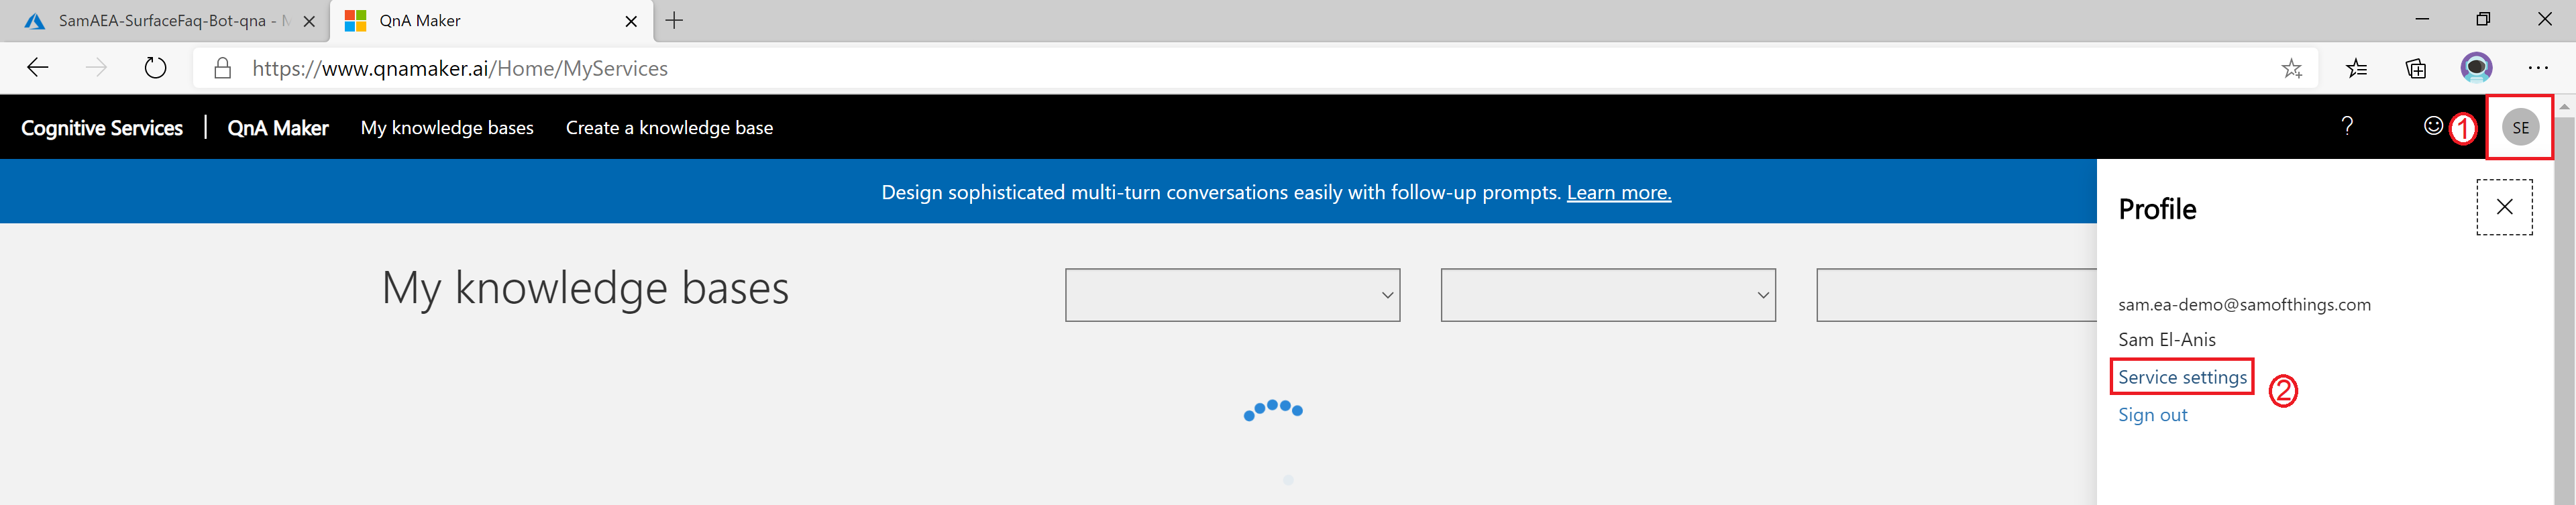 SamAEA-SurfaceFaq-Bot-qna - M
QnA Maker
https://www.qnamaker.ai/Home/MyServices
Cognitive Services | QnA Maker My knowledge bases Create a knowledge base ? 1 SE
Design sophisticated multi-turn conversations easily with follow-up prompts. Learn more.
Profile
My knowledge bases
sam.ea-demo@samofthings.com
Sam El-Anis
Service settings 2
Sign out